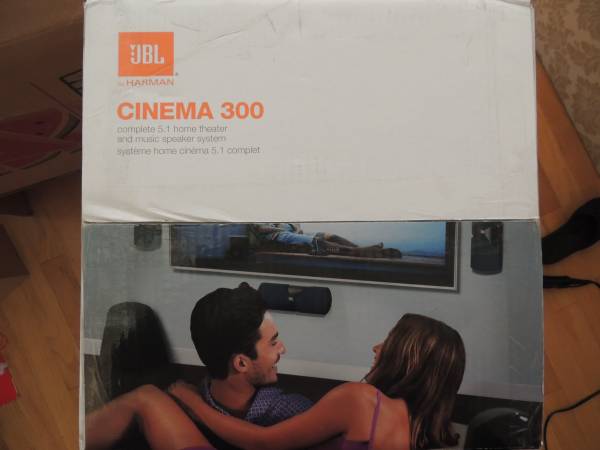 JBL
by HARMAN
CINEMA 300
complete 5.1 home theater
and music speaker system
système home cinéma 5.1 complet